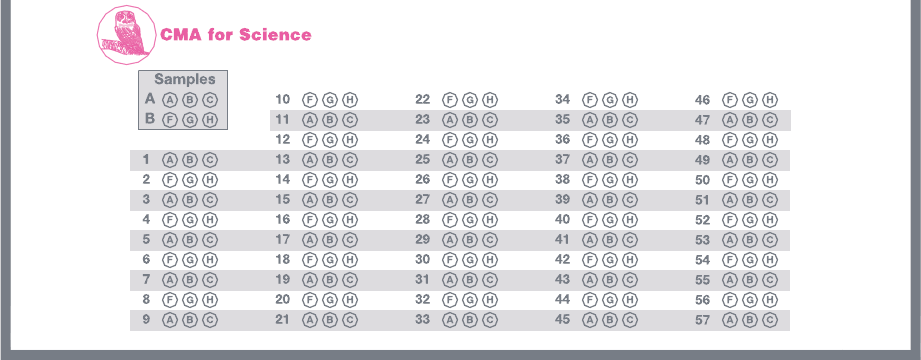 CMA for Science
Samples
A A B C
B F G H
1 A B C
2 F G H
3 A B C
4 F G H
5 A B C
6 F G H
7 A B C
8 F G H
9 A B C
10 F G H
11 A B C
12 F G H
13 A B C
14 F G H
15 A B C
16 F G H
17 A B C
18 F G H
19 A B C
20 F G H
21 A B C
22 F G H
23 A B C
24 F G H
25 A B C
26 F G H
27 A B C
28 F G H
29 A B C
30 F G H
31 A B C
32 F G H
33 A B C
34 F G H
35 A B C
36 F G H
37 A B C
38 F G H
39 A B C
40 F G H
41 A B C
42 F G H
43 A B C
44 F G H
45 A B C
46 F G H
47 A B C
48 F G H
49 A B C
50 F G H
51 A B C
52 F G H
53 A B C
54 F G H
55 A B C
56 F G H
57 A B C